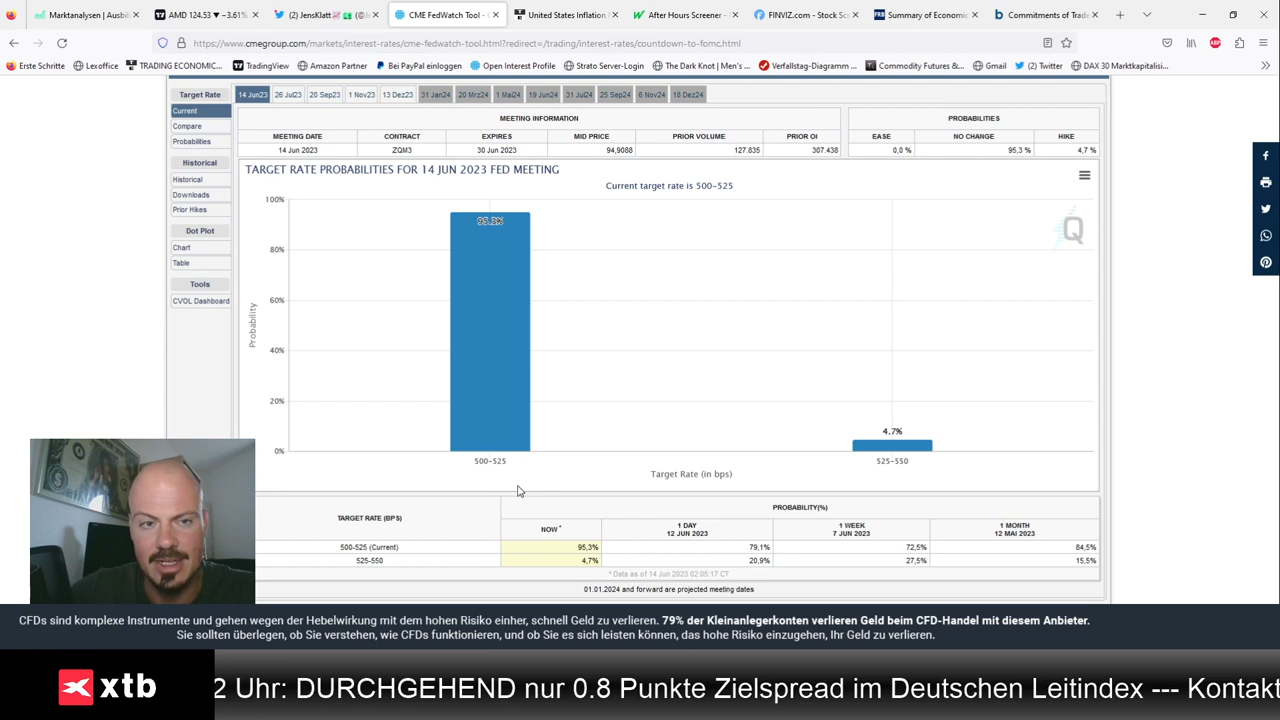 Marktanalysen | Ausbil
AMD 124.53 ▼ −3.61%
(2) JensKlatt
CME FedWatch Tool -
United States Inflation
After Hours Screener -
FINVIZ.com - Stock Scr
Summary of Economic
Commitments of Trade
https://www.cmegroup.com/markets/interest-rates/cme-fedwatch-tool.html?redirect=/trading/interest-rates/countdown-to-fomc.html
Erste Schritte
Lexoffice
TRADING ECONOMIC...
TradingView
Amazon Partner
Bei PayPal einloggen
Open Interest Profile
Strato Server-Login
The Dark Knot | Men's ...
Verfallstag-Diagramm ...
Commodity Futures &...
Gmail
(2) Twitter
DAX 30 Marktkapitalisi...
Target Rate
Current
Compare
Probabilities
Historical
Historical
Downloads
Prior Hikes
Dot Plot
Chart
Table
Tools
CVOL Dashboard
14 Jun23 26 Jul23 20 Sep23 1 Nov23 13 Dez23 31 Jan24 20 Mrz24 1 Mai24 19 Jun24 31 Jul24 25 Sep24 6 Nov24 18 Dez24
MEETING INFORMATION
MEETING DATE CONTRACT EXPIRES MID PRICE PRIOR VOLUME PRIOR OI
14 Jun 2023 ZQM3 30 Jun 2023 94,9088 127.835 307.438
PROBABILITIES
EASE NO CHANGE HIKE
0,0 % 95,3 % 4,7 %
TARGET RATE PROBABILITIES FOR 14 JUN 2023 FED MEETING
Current target rate is 500-525
100%
80%
60%
40%
20%
0%
Probability
95.3%
4.7%
Q
500-525
525-550
Target Rate (in bps)
TARGET RATE (BPS)
PROBABILITY(%)
NOW *
1 DAY
12 JUN 2023
1 WEEK
7 JUN 2023
1 MONTH
12 MAI 2023
500-525 (Current) 95,3% 79,1% 72,5% 84,5%
525-550 4,7% 20,9% 27,5% 15,5%
* Data as of 14 Jun 2023 02:05:17 CT
01.01.2024 and forward are projected meeting dates
CFDs sind komplexe Instrumente und gehen wegen der Hebelwirkung mit dem hohen Risiko einher, schnell Geld zu verlieren. 79% der Kleinanlegerkonten verlieren Geld beim CFD-Handel mit diesem Anbieter.
Sie sollten überlegen, ob Sie verstehen, wie CFDs funktionieren, und ob Sie es sich leisten können, das hohe Risiko einzugehen, Ihr Geld zu verlieren.
xtb
2 Uhr: DURCHGEHEND nur 0.8 Punkte Zielspread im Deutschen Leitindex --- Kontakt